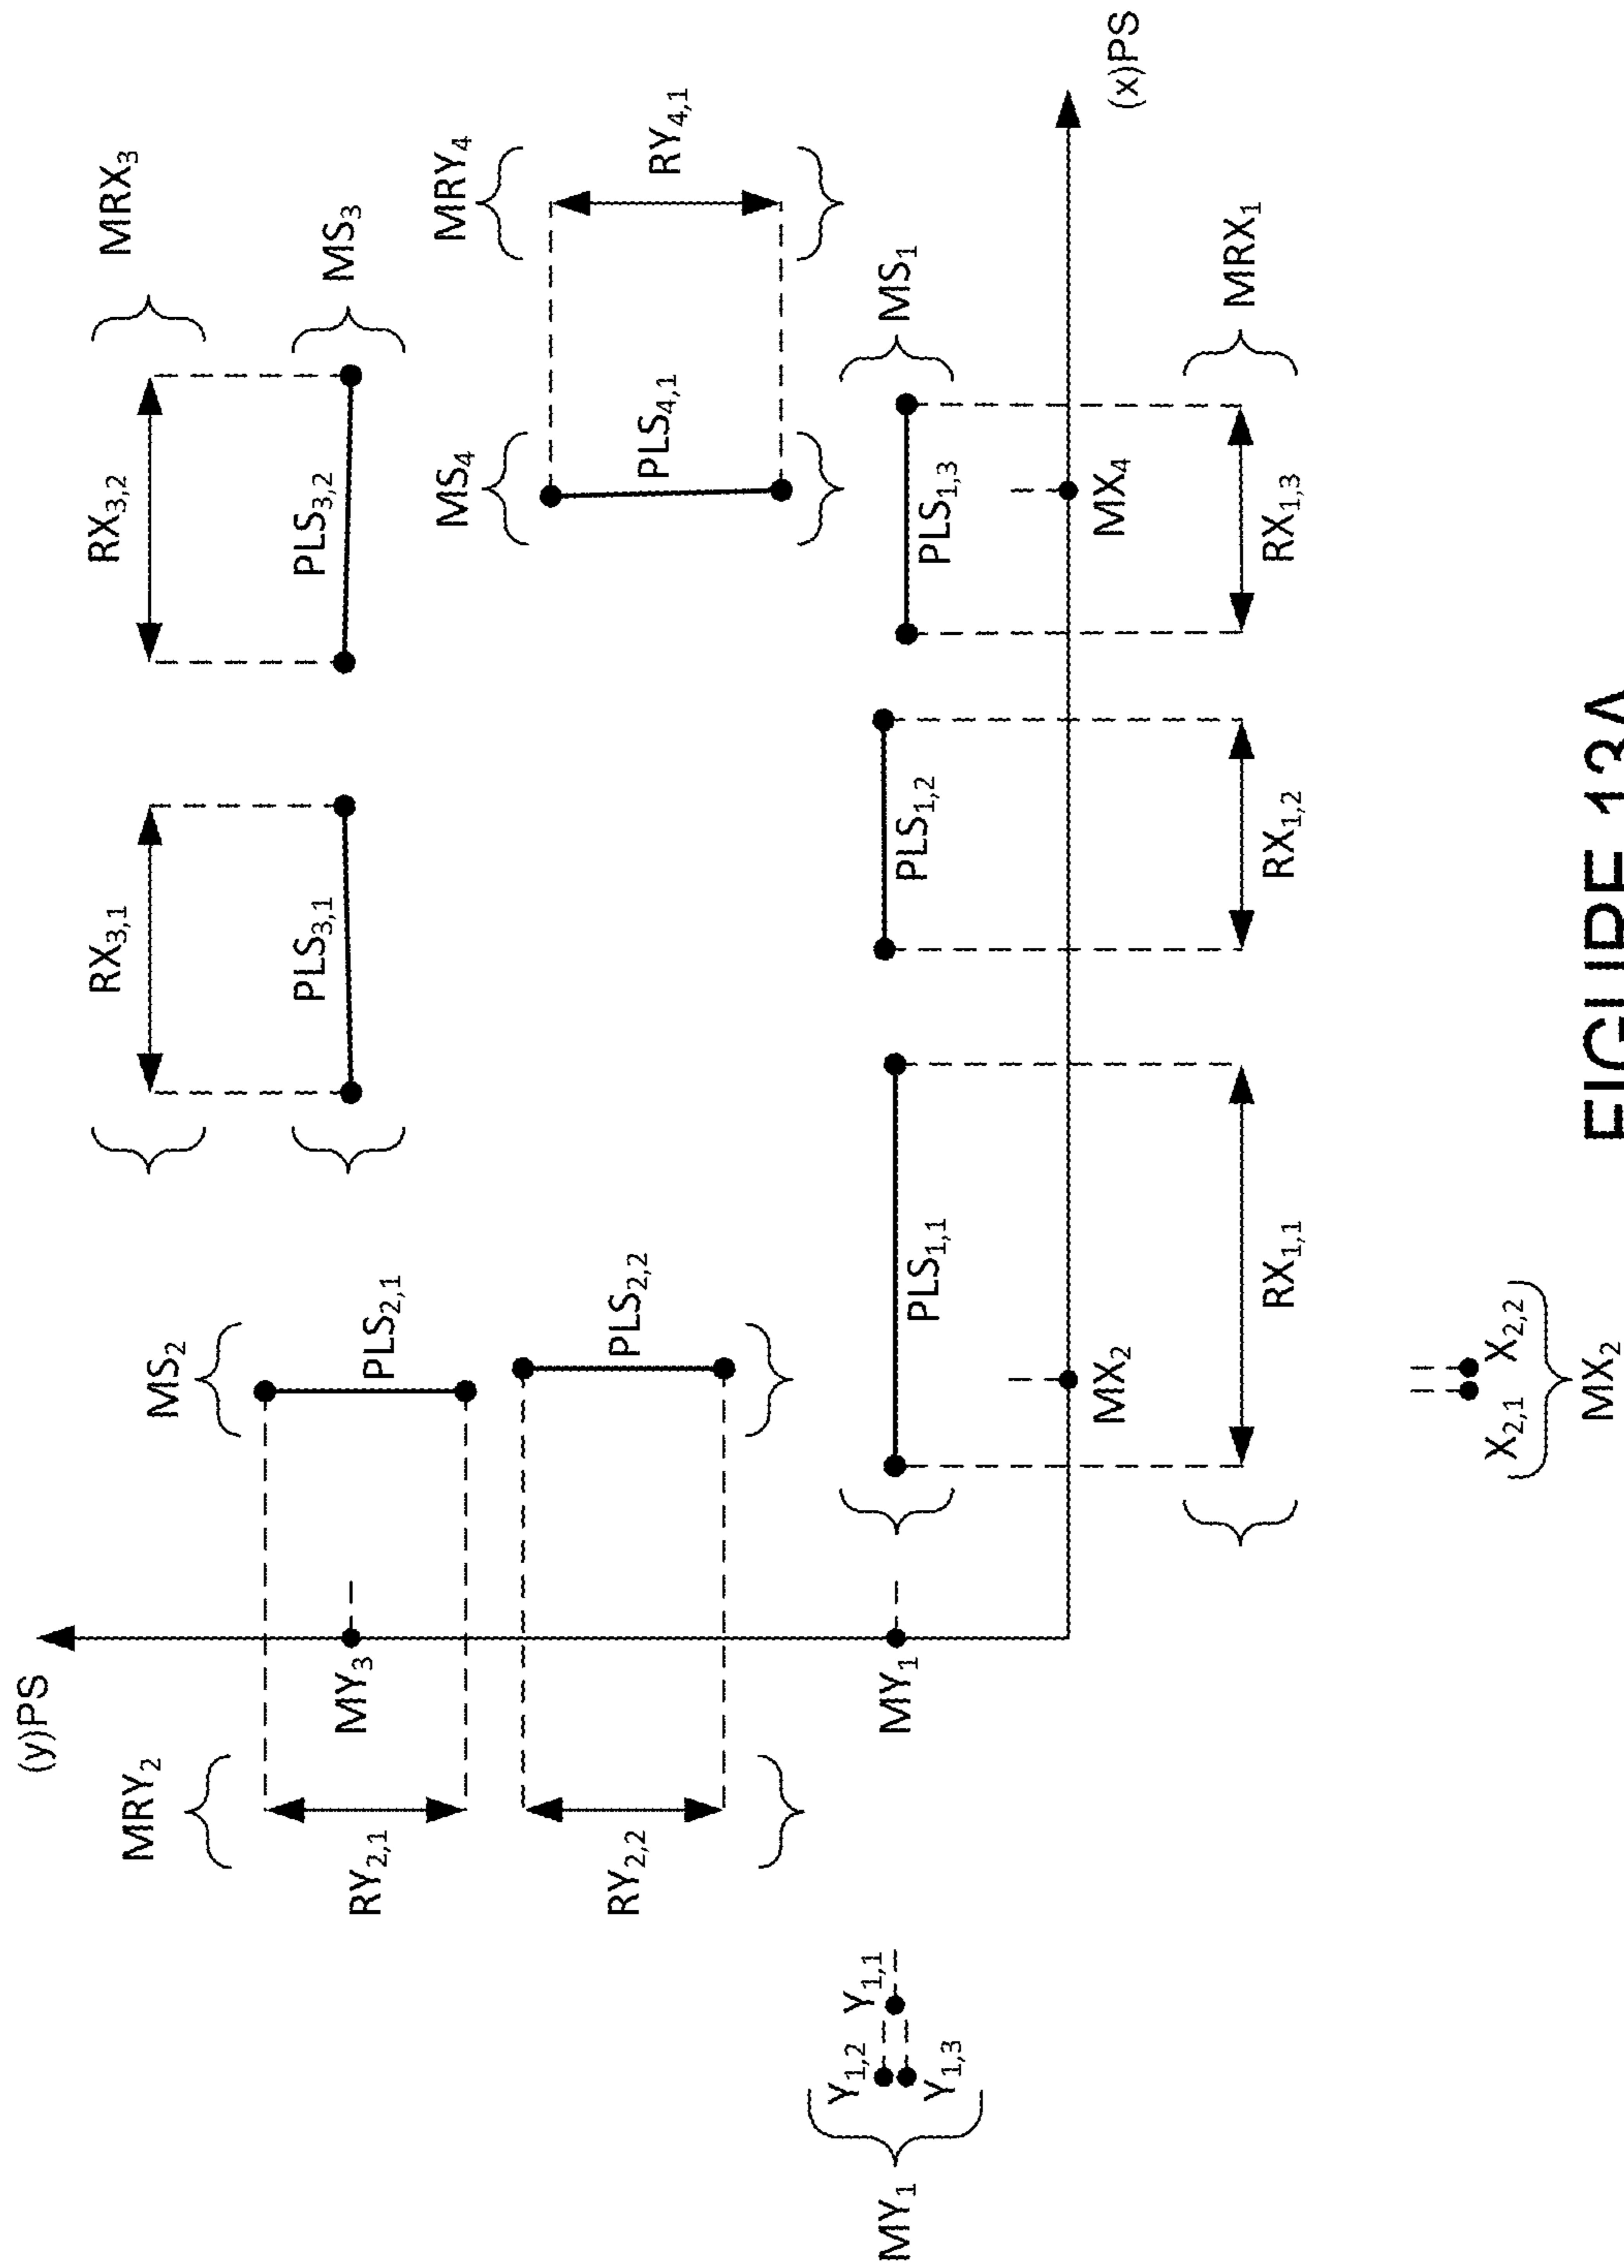 (y)PS
MRX₃
RX₃,₁
RX₃,₂
MRY₂
MS₂
MS₃
PLS₃,₁
PLS₃,₂
MY₃
RY₂,₁
PLS₂,₁
MS₄
MRY₄
RY₂,₂
PLS₂,₂
PLS₄,₁
RY₄,₁
MY₁
Y₁,₂
Y₁,₁
Y₁,₃
MY₁
PLS₁,₁
PLS₁,₂
PLS₁,₃
MS₁
MX₂
MX₄
(x)PS
RX₁,₁
RX₁,₂
RX₁,₃
MRX₁
X₂,₁
X₂,₂
MX₂
FIGURE 13A